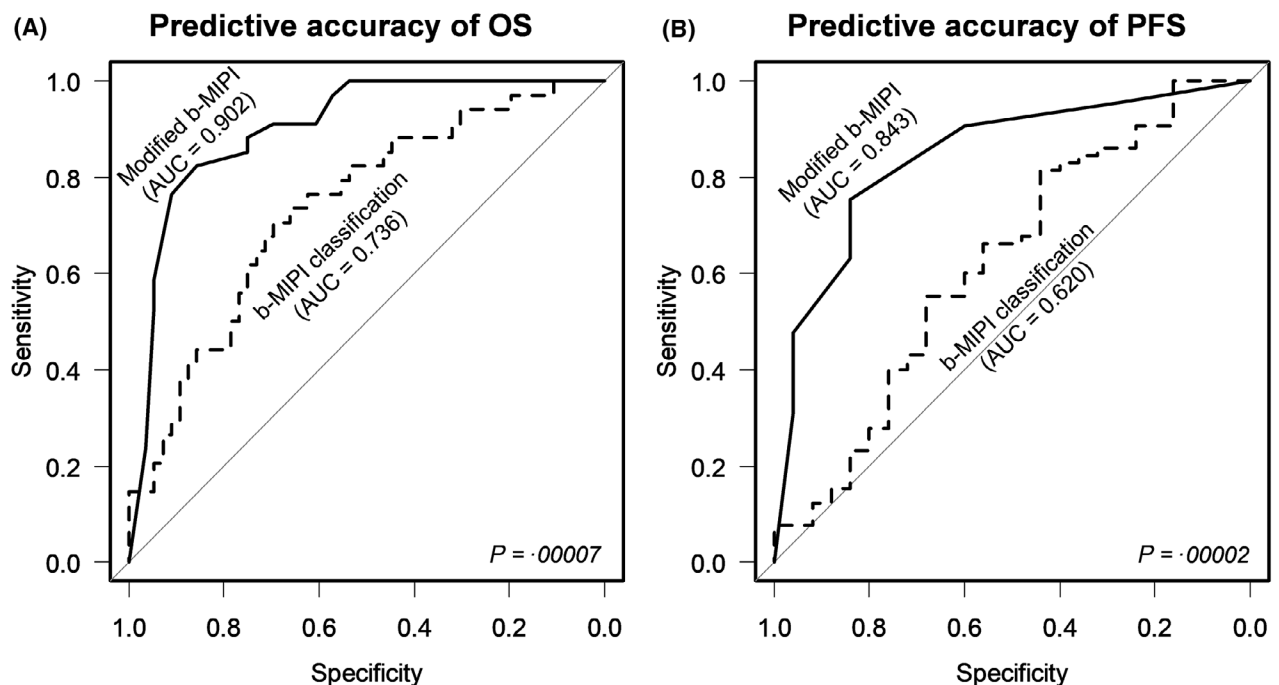 (A) Predictive accuracy of OS
Sensitivity
1.0
0.8
0.6
0.4
0.2
0.0
Modified b-MIPI
(AUC = 0.902)
b-MIPI classification
(AUC = 0.736)
P = ·00007
1.0 0.8 0.6 0.4 0.2 0.0
Specificity
(B) Predictive accuracy of PFS
Sensitivity
1.0
0.8
0.6
0.4
0.2
0.0
Modified b-MIPI
(AUC = 0.843)
b-MIPI classification
(AUC = 0.620)
P = ·00002
1.0 0.8 0.6 0.4 0.2 0.0
Specificity